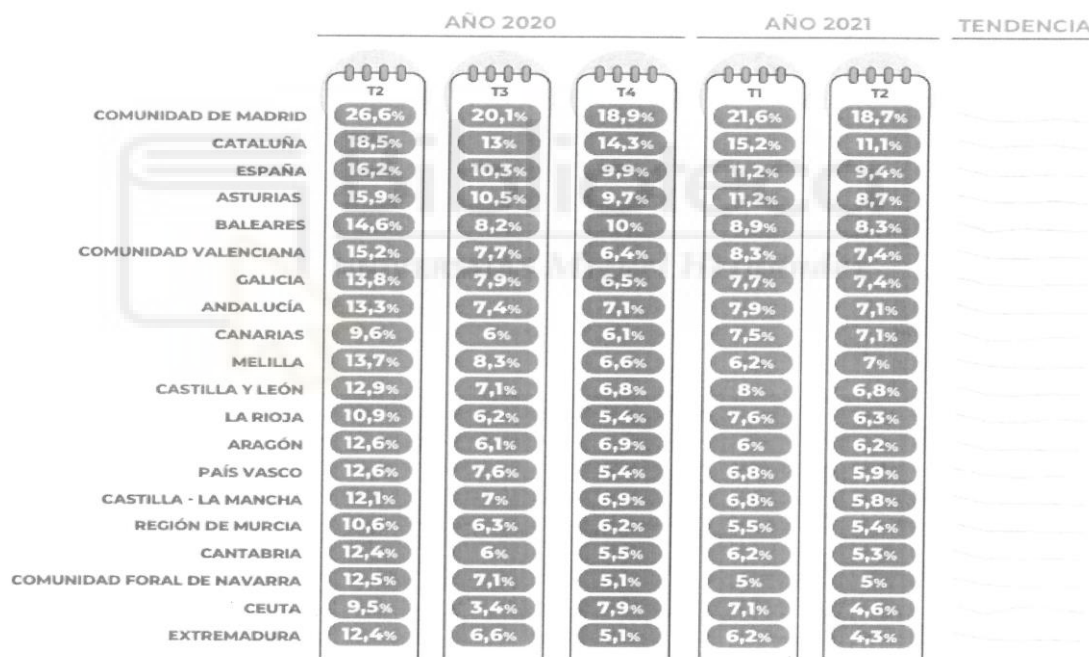 AÑO 2020 AÑO 2021 TENDENCIA
T2 T3 T4 T1 T2
COMUNIDAD DE MADRID 26,6% 20,1% 18,9% 21,6% 18,7%
CATALUÑA 18,5% 13% 14,3% 15,2% 11,1%
ESPAÑA 16,2% 10,3% 9,9% 11,2% 9,4%
ASTURIAS 15,9% 10,5% 9,7% 11,2% 8,7%
BALEARES 14,6% 8,2% 10% 8,9% 8,3%
COMUNIDAD VALENCIANA 15,2% 7,7% 6,4% 8,3% 7,4%
GALICIA 13,8% 7,9% 6,5% 7,7% 7,4%
ANDALUCÍA 13,3% 7,4% 7,1% 7,9% 7,1%
CANARIAS 9,6% 6% 6,1% 7,5% 7,1%
MELILLA 13,7% 8,3% 6,6% 6,2% 7%
CASTILLA Y LEÓN 12,9% 7,1% 6,8% 8% 6,8%
LA RIOJA 10,9% 6,2% 5,4% 7,6% 6,3%
ARAGÓN 12,6% 6,1% 6,9% 6% 6,2%
PAÍS VASCO 12,6% 7,6% 5,4% 6,8% 5,9%
CASTILLA - LA MANCHA 12,1% 7% 6,9% 6,8% 5,8%
REGIÓN DE MURCIA 10,6% 6,3% 6,2% 5,5% 5,4%
CANTABRIA 12,4% 6% 5,5% 6,2% 5,3%
COMUNIDAD FORAL DE NAVARRA 12,5% 7,1% 5,1% 5% 5%
CEUTA 9,5% 3,4% 7,9% 7,1% 4,6%
EXTREMADURA 12,4% 6,6% 5,1% 6,2% 4,3%